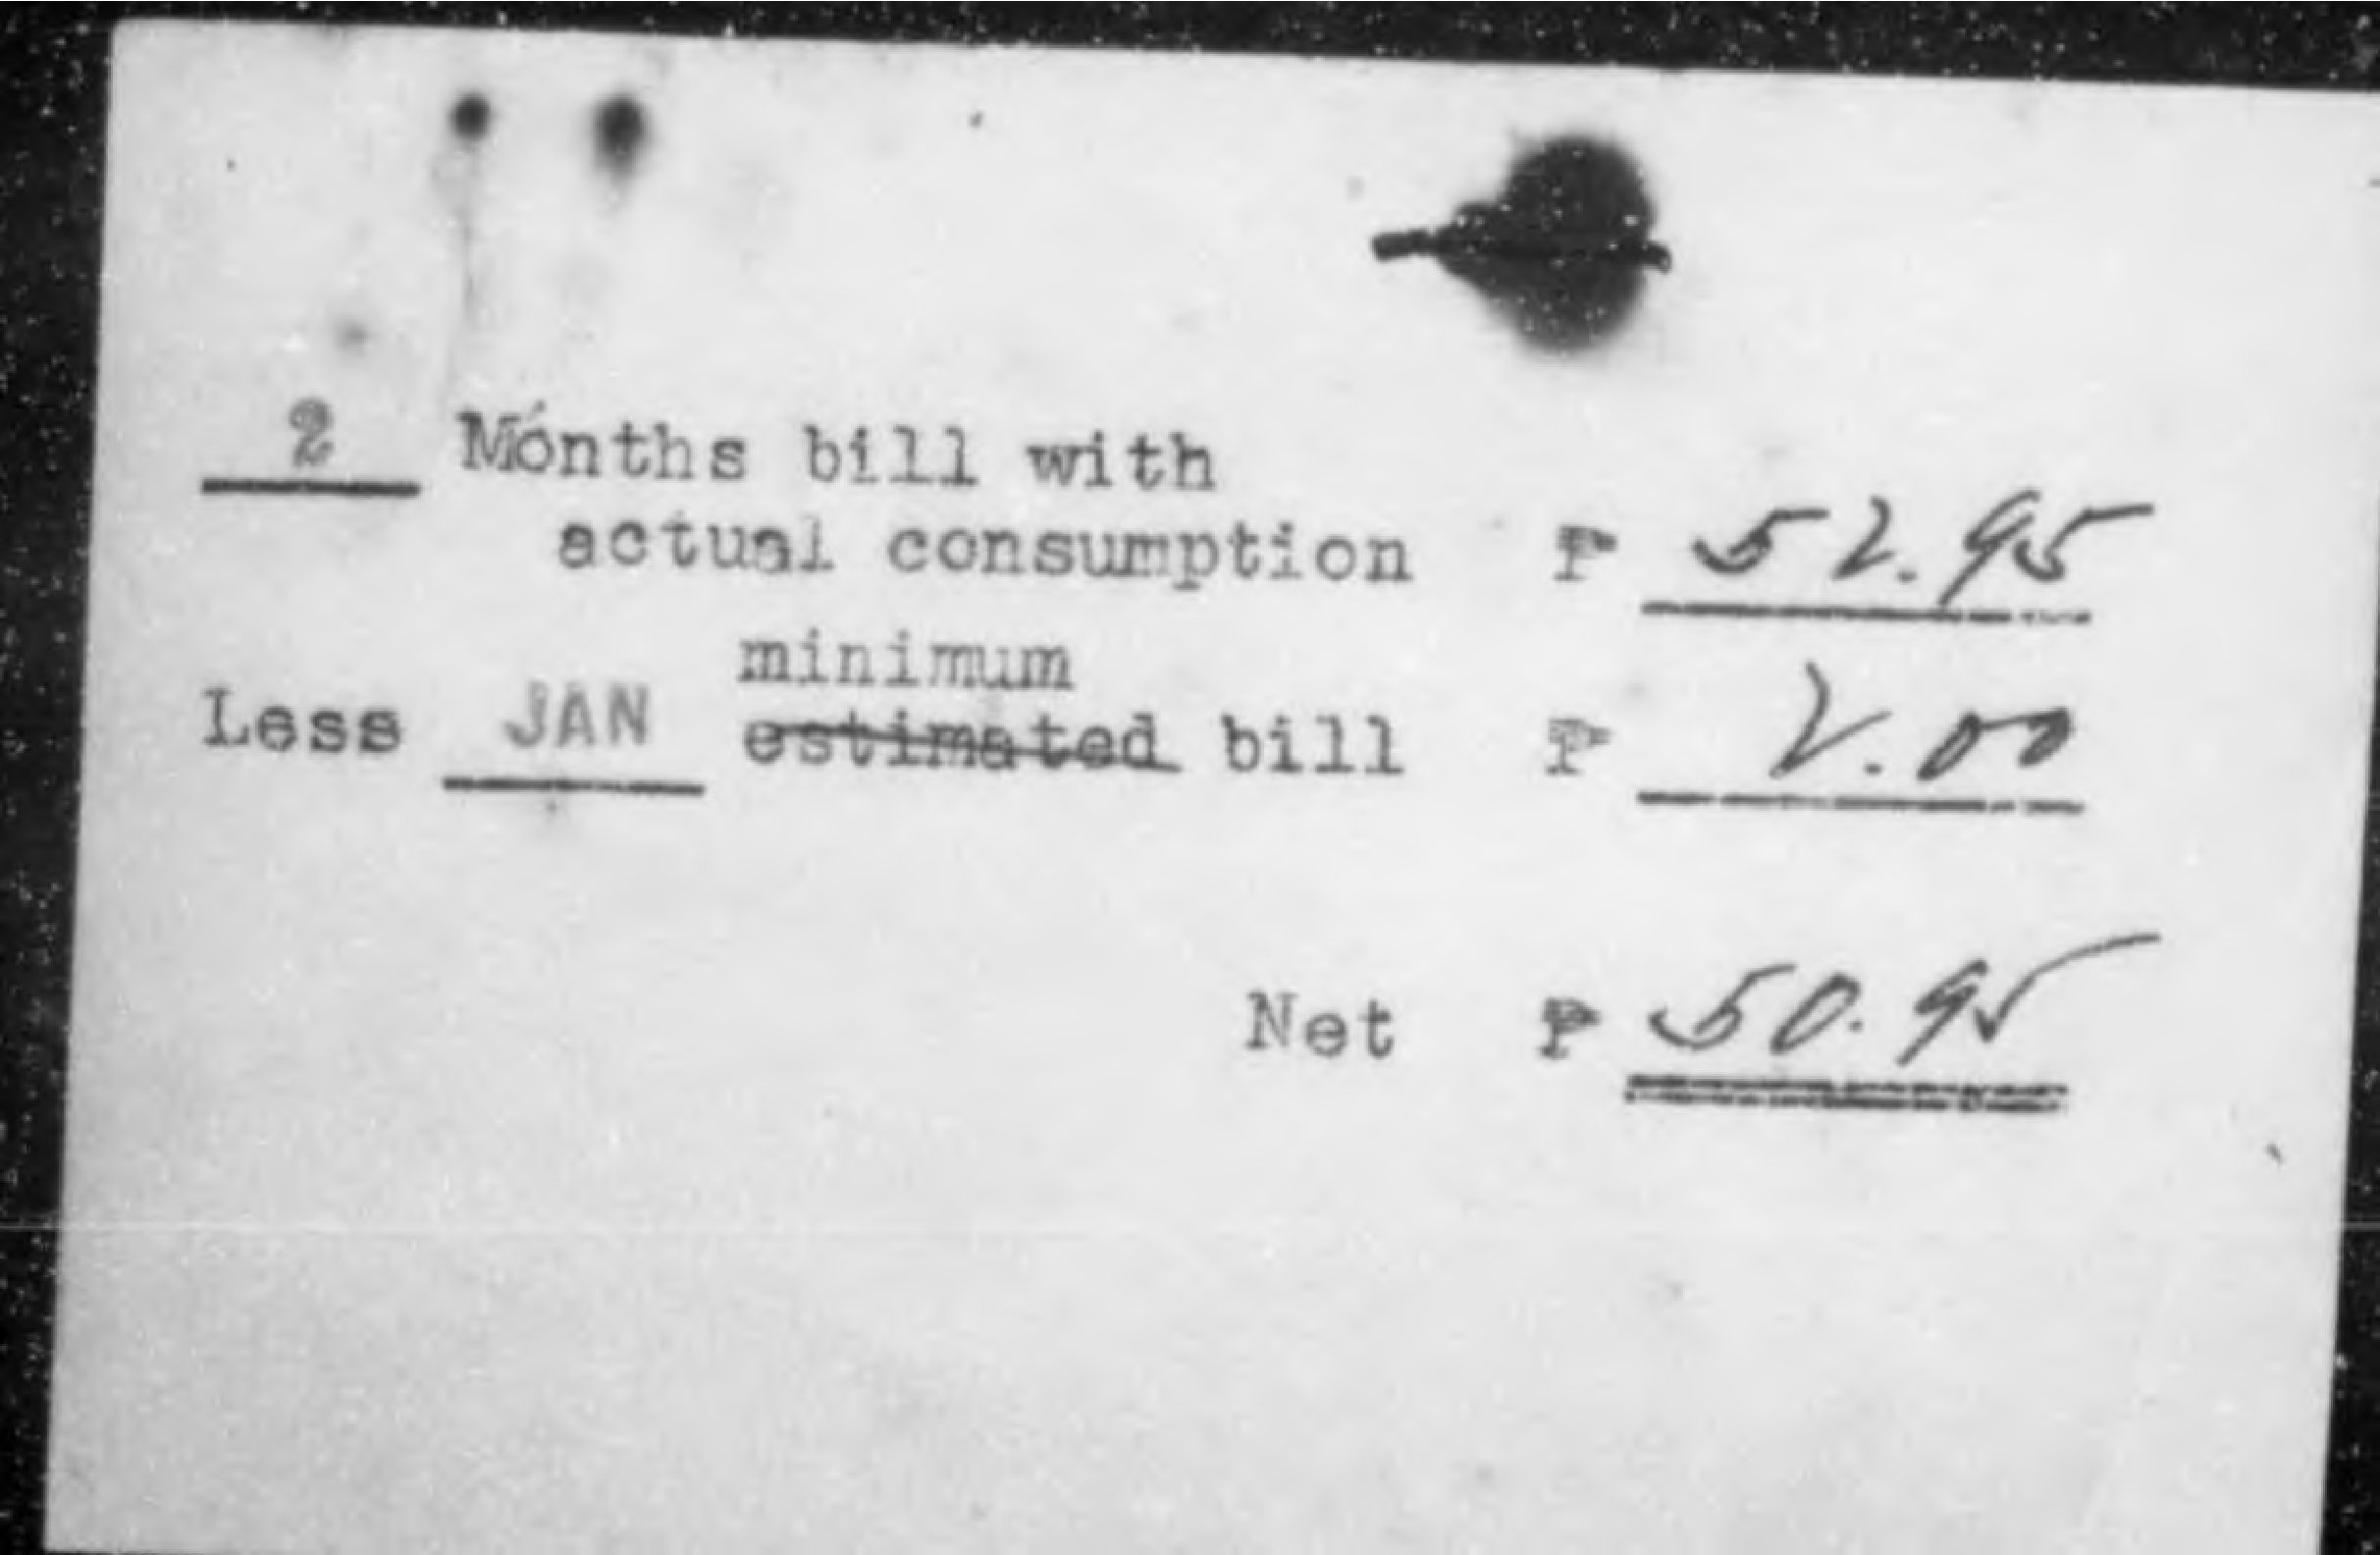 2 Months bill with
actual consumption ₱ 52.95
minimum
Less JAN estimated bill ₱ 2.00
Net ₱ 50.95